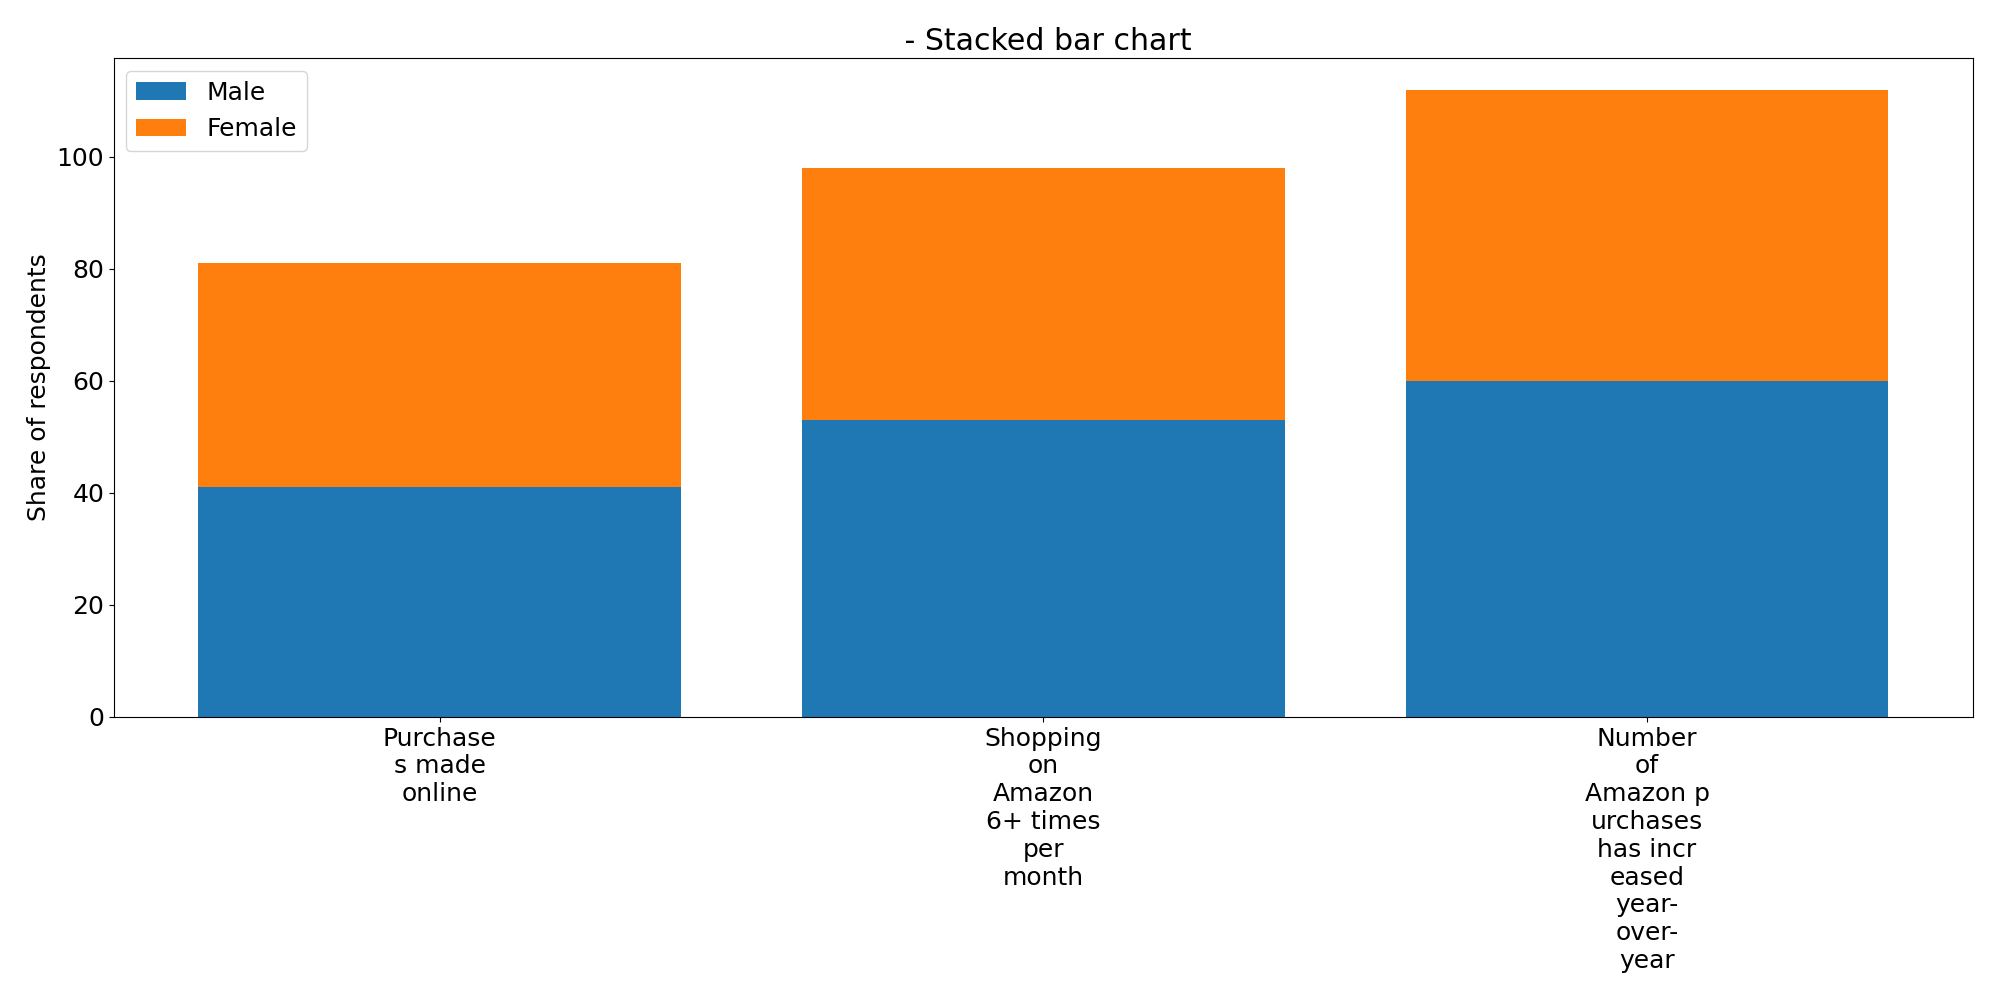 - Stacked bar chart
Male
Female
Share of respondents
100
80
60
40
20
0
Purchase
s made
online
Shopping
on
Amazon
6+ times
per
month
Number
of
Amazon p
urchases
has incr
eased
year-
over-
year